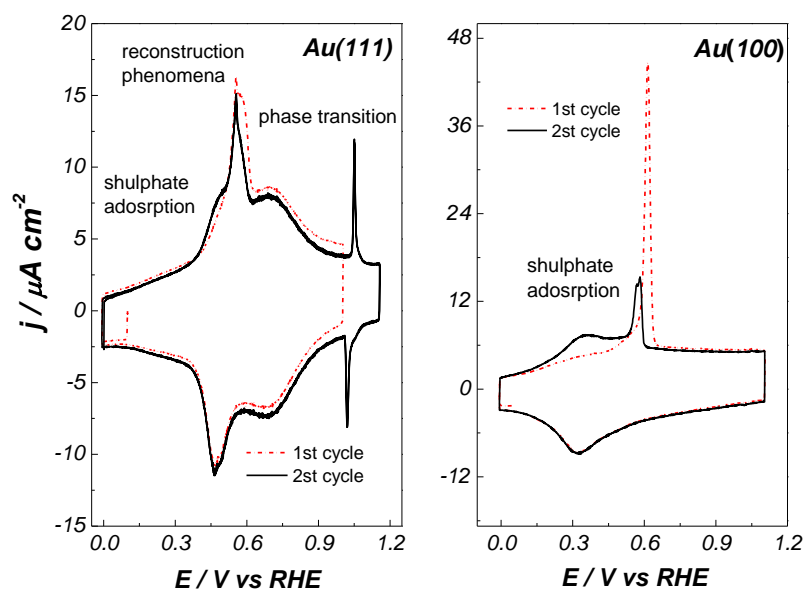 Au(111)
reconstruction
phenomena
phase transition
shulphate
adosrption
1st cycle
2st cycle
20
15
10
5
0
-5
-10
-15
0.0 0.3 0.6 0.9 1.2
j / μA cm-2
E / V vs RHE
Au(100)
1st cycle
2st cycle
shulphate
adosrption
48
36
24
12
0
-12
0.0 0.3 0.6 0.9 1.2
E / V vs RHE